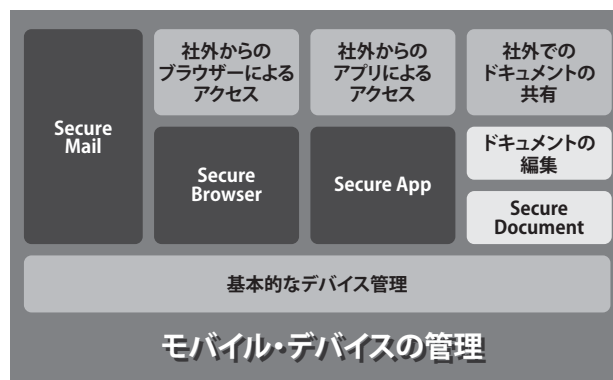 Secure
Mail
社外からの
ブラウザーによる
アクセス
Secure
Browser
社外からの
アプリによる
アクセス
Secure App
社外での
ドキュメントの
共有
ドキュメントの
編集
Secure
Document
基本的なデバイス管理
モバイル・デバイスの管理